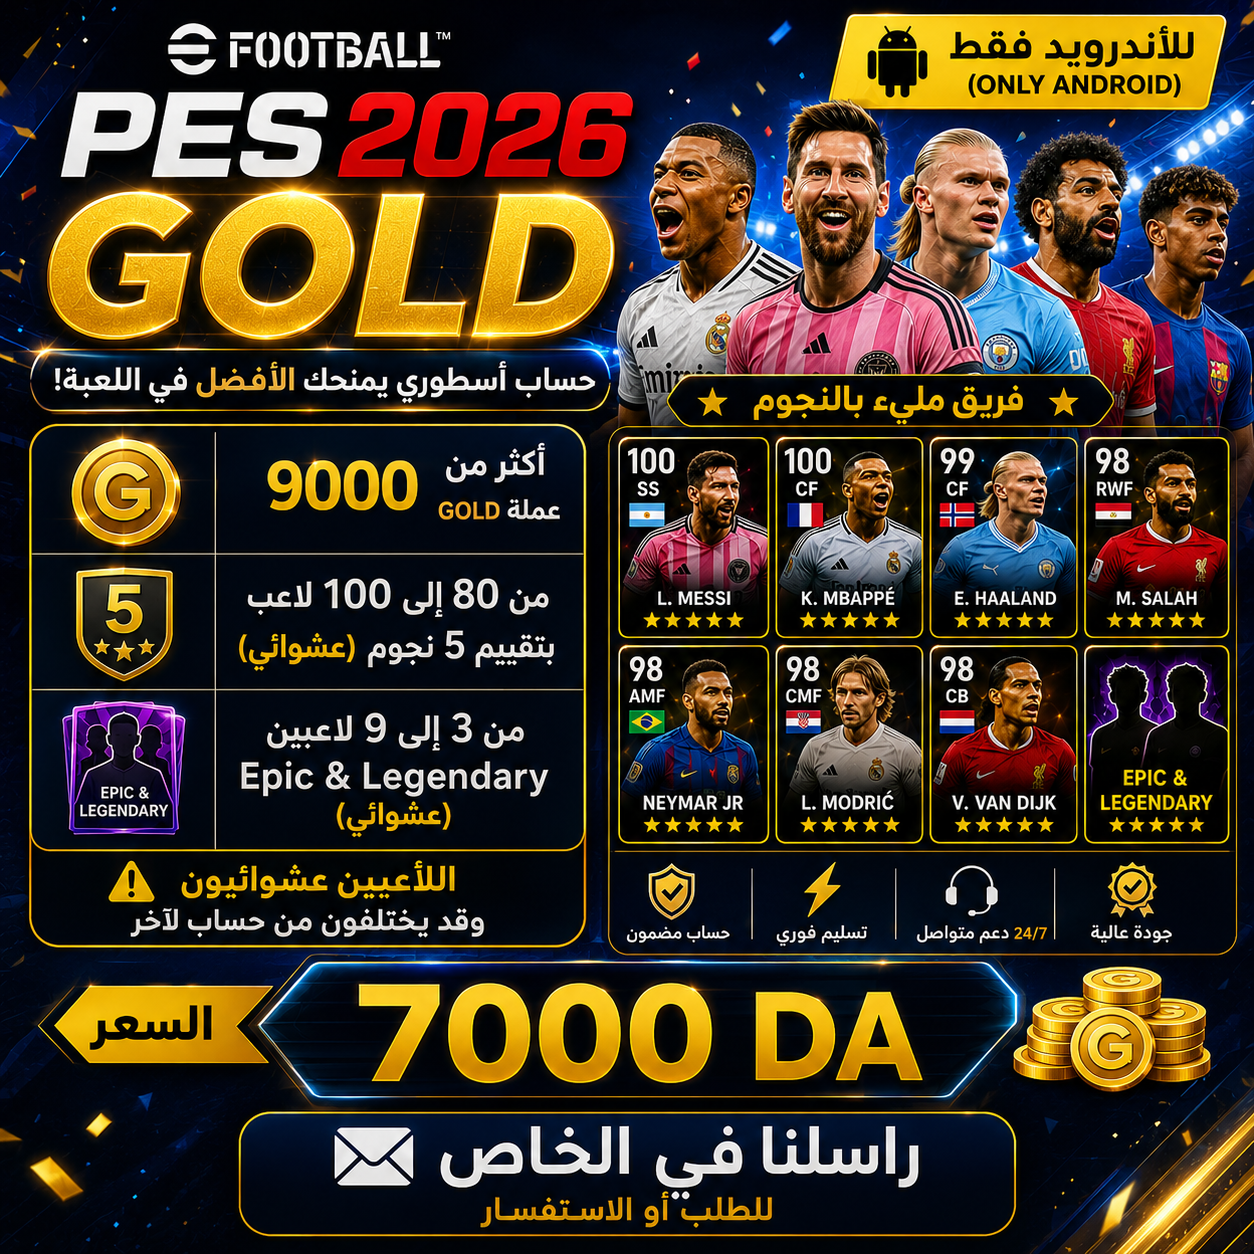 FOOTBALL™
PES 2026
GOLD
للأندرويد فقط
(ONLY ANDROID)
حساب أسطوري يمنحك الأفضل في اللعبة!
أكثر من
9000
عملة GOLD
5
من 80 إلى 100 لاعب
بتقييم 5 نجوم (عشوائي)
EPIC &
LEGENDARY
من 3 إلى 9 لاعبين
Epic & Legendary
(عشوائي)
اللأعيين عشوائيون
وقد يختلفون من حساب لآخر
فريق مليء بالنجوم
100
SS
L. MESSI
100
CF
K. MBAPPÉ
99
CF
E. HAALAND
98
RWF
M. SALAH
98
AMF
NEYMAR JR
98
CMF
L. MODRIĆ
98
CB
V. VAN DIJK
EPIC &
LEGENDARY
جودة عالية
24/7 دعم متواصل
تسليم فوري
حساب مضمون
السعر
7000 DA
راسلنا في الخاص
للطلب أو الاستفسار